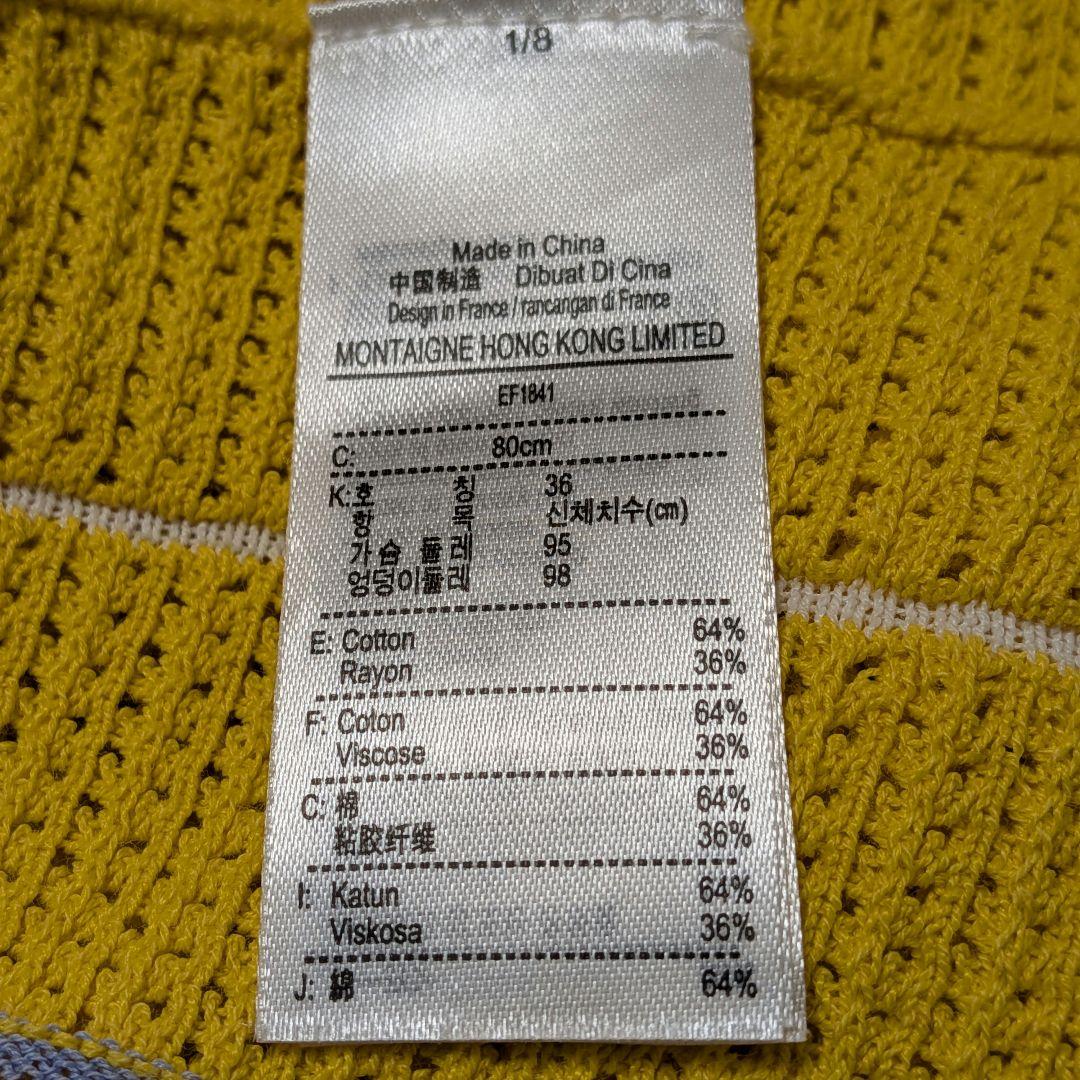 1/8
Made in China
中国制造 Dibuat Di Cina
Design in France / rancangan di France
MONTAIGNE HONG KONG LIMITED
EF1841
C: 80cm
K: 호 칭 36
항 목 신체치수(cm)
가슴둘레 95
엉덩이둘레 98
E: Cotton 64%
Rayon 36%
F: Coton 64%
Viscose 36%
C: 棉 64%
粘胶纤维 36%
I: Katun 64%
Viskosa 36%
J: 綿 64%